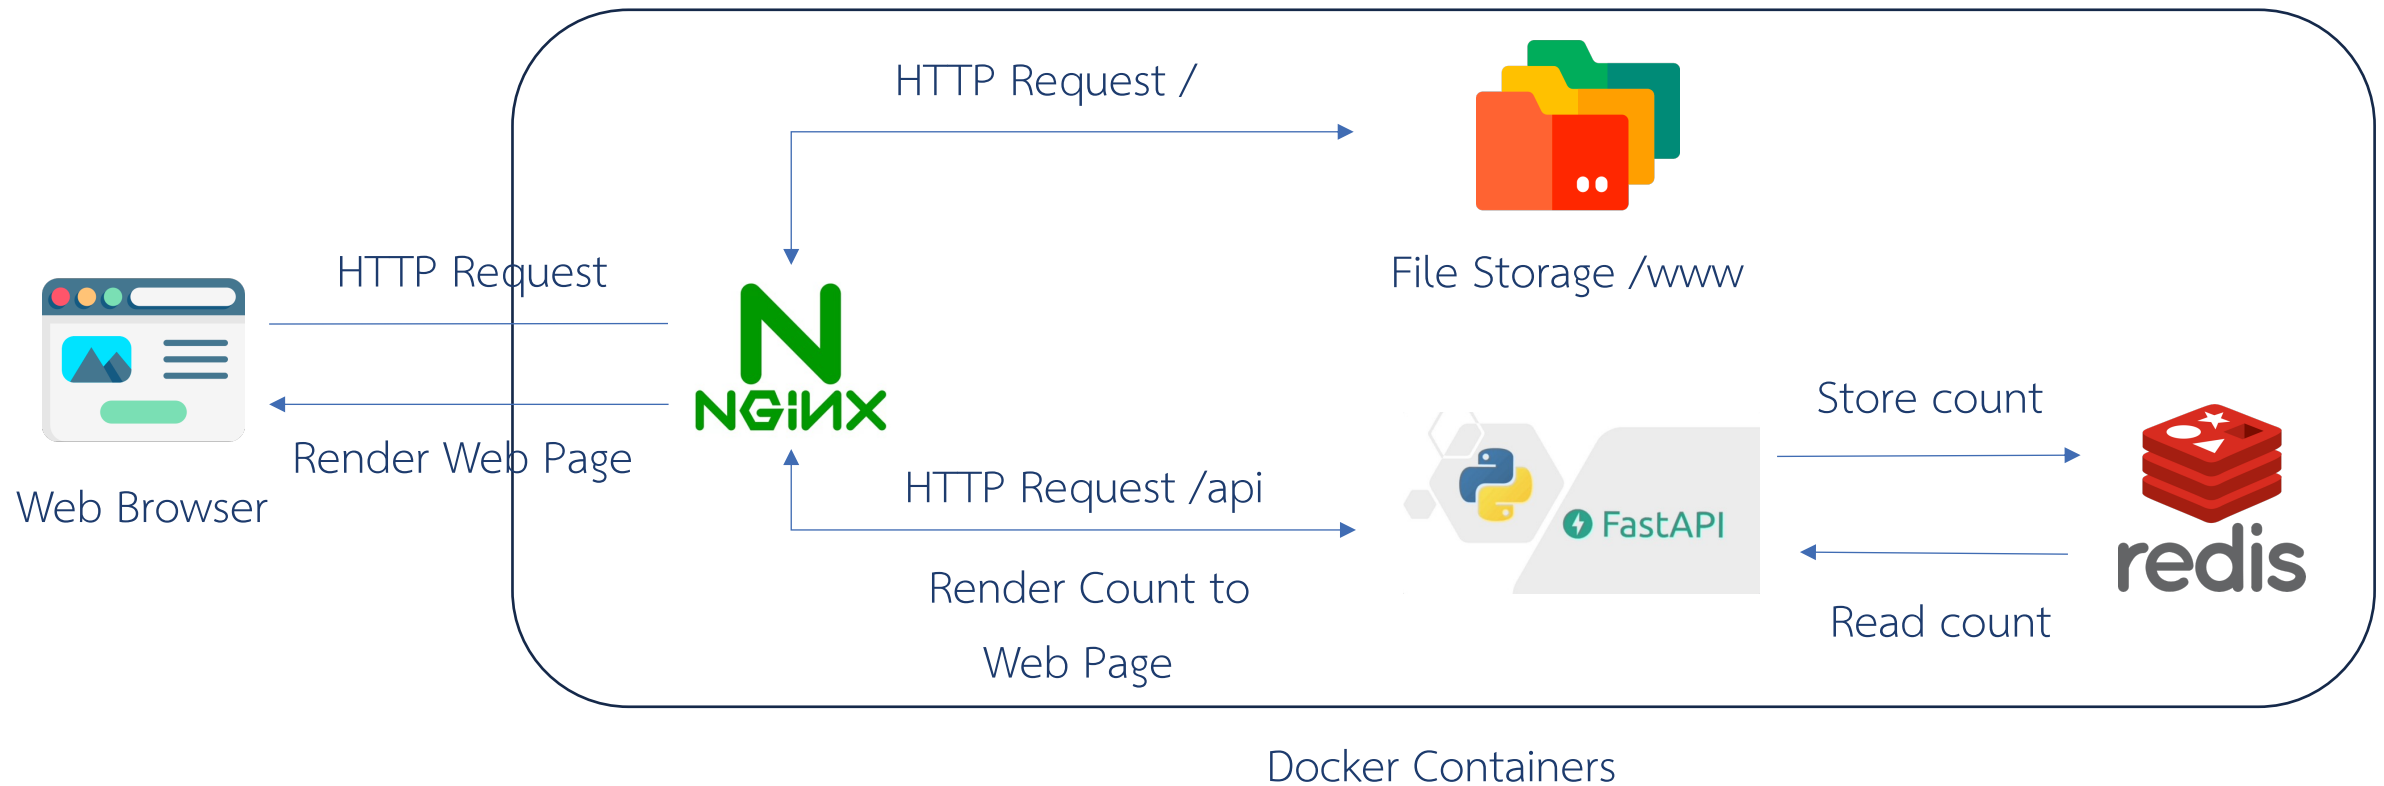 HTTP Request /
File Storage /www
HTTP Request
NGINX
Render Web Page
Web Browser
HTTP Request /api
FastAPI
Render Count to
Web Page
Store count
redis
Read count
Docker Containers